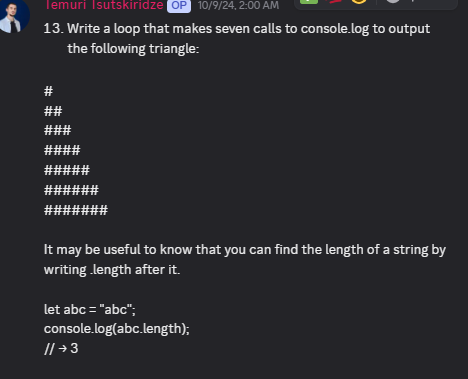 Temuri Tsutskiridze OP 10/9/24, 2:00 AM
13. Write a loop that makes seven calls to console.log to output
the following triangle:
#
##
###
####
#####
######
#######
It may be useful to know that you can find the length of a string by
writing .length after it.
let abc = "abc";
console.log(abc.length);
// → 3